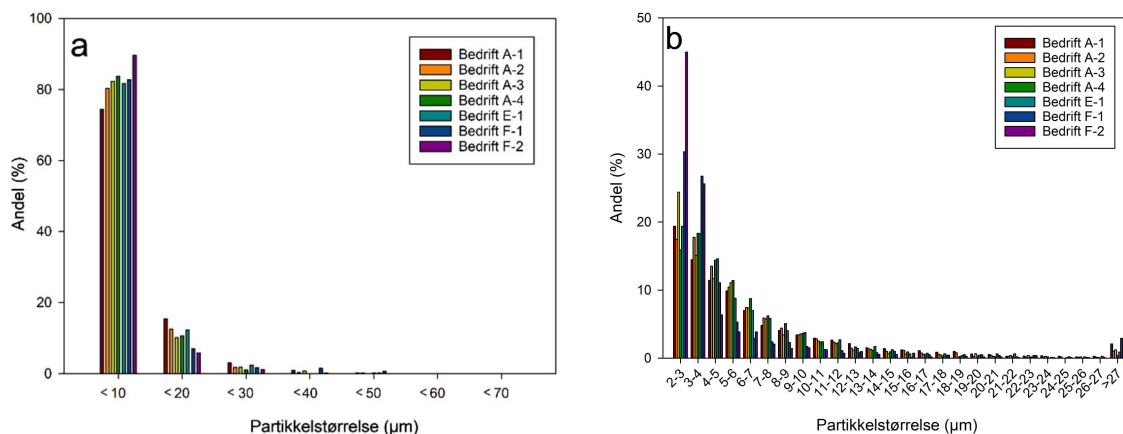 a
100
80
60
40
20
0
Andel (%)
Bedrift A-1
Bedrift A-2
Bedrift A-3
Bedrift A-4
Bedrift E-1
Bedrift F-1
Bedrift F-2
<10 <20 <30 <40 <50 <60 <70
Partikkelstørrelse (µm)
b
50
40
30
20
10
0
Andel (%)
Bedrift A-1
Bedrift A-2
Bedrift A-3
Bedrift A-4
Bedrift E-1
Bedrift F-1
Bedrift F-2
2-3 3-4 4-5 5-6 6-7 7-8 8-9 9-10 10-11 11-12 12-13 13-14 14-15 15-16 16-17 17-18 18-19 19-20 20-21 21-22 22-23 23-24 24-25 25-26 26-27 >27
Partikkelstørrelse (µm)